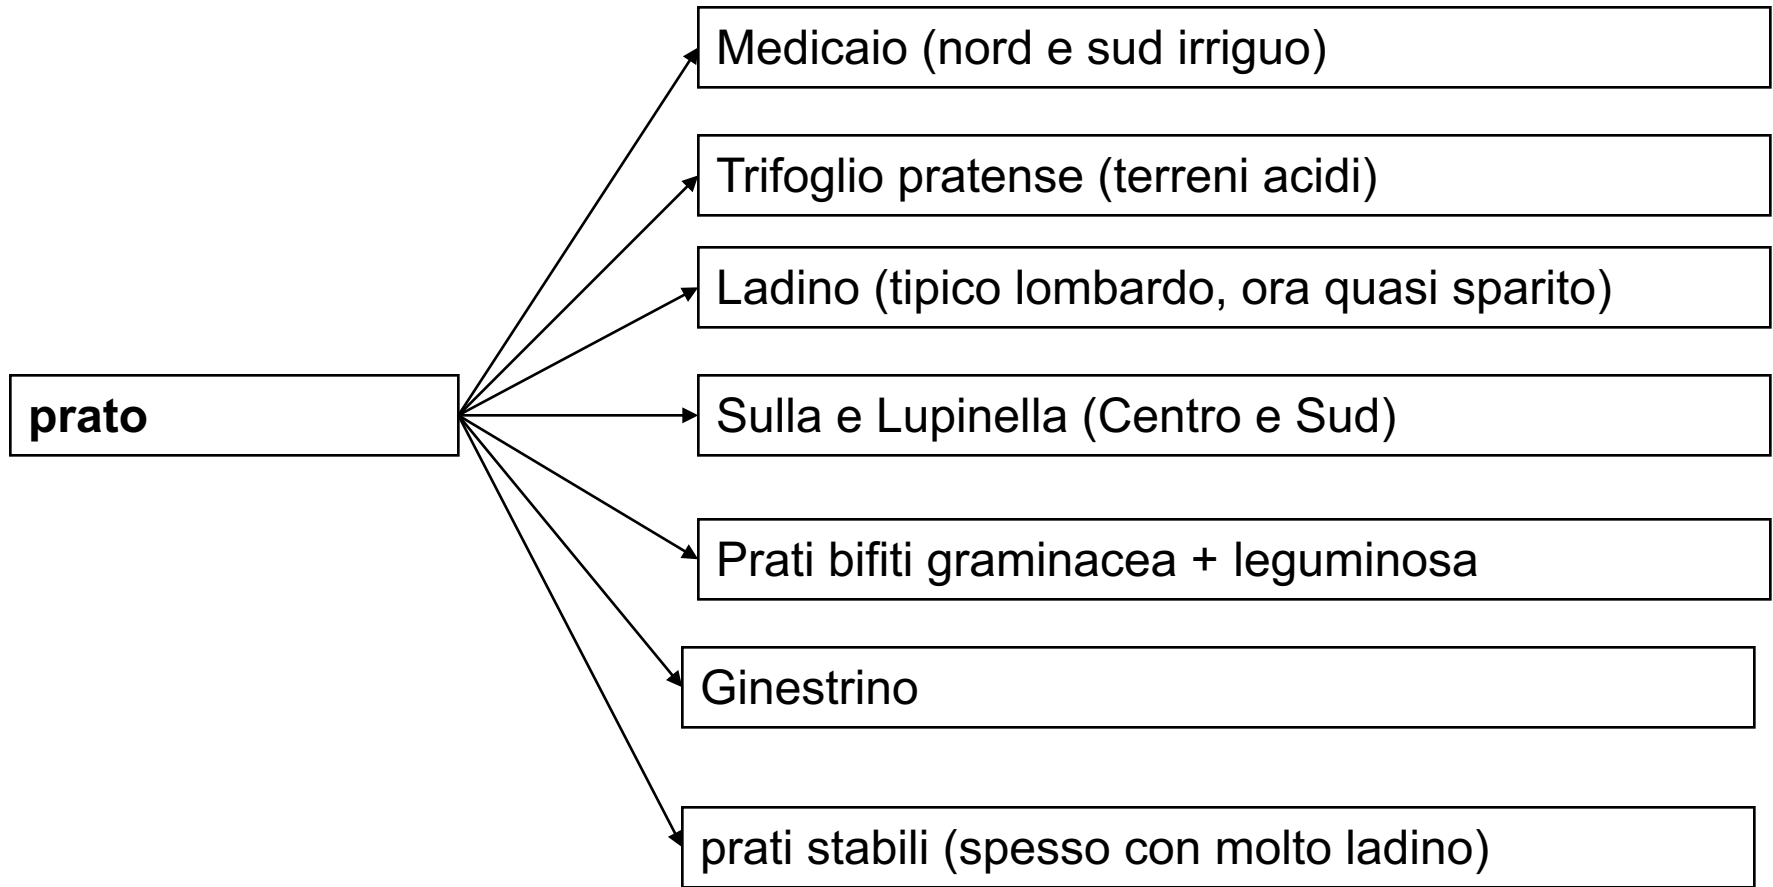 prato
Medicaio (nord e sud irriguo)
Trifoglio pratense (terreni acidi)
Ladino (tipico lombardo, ora quasi sparito)
Sulla e Lupinella (Centro e Sud)
Prati bifiti graminacea + leguminosa
Ginestrino
prati stabili (spesso con molto ladino)